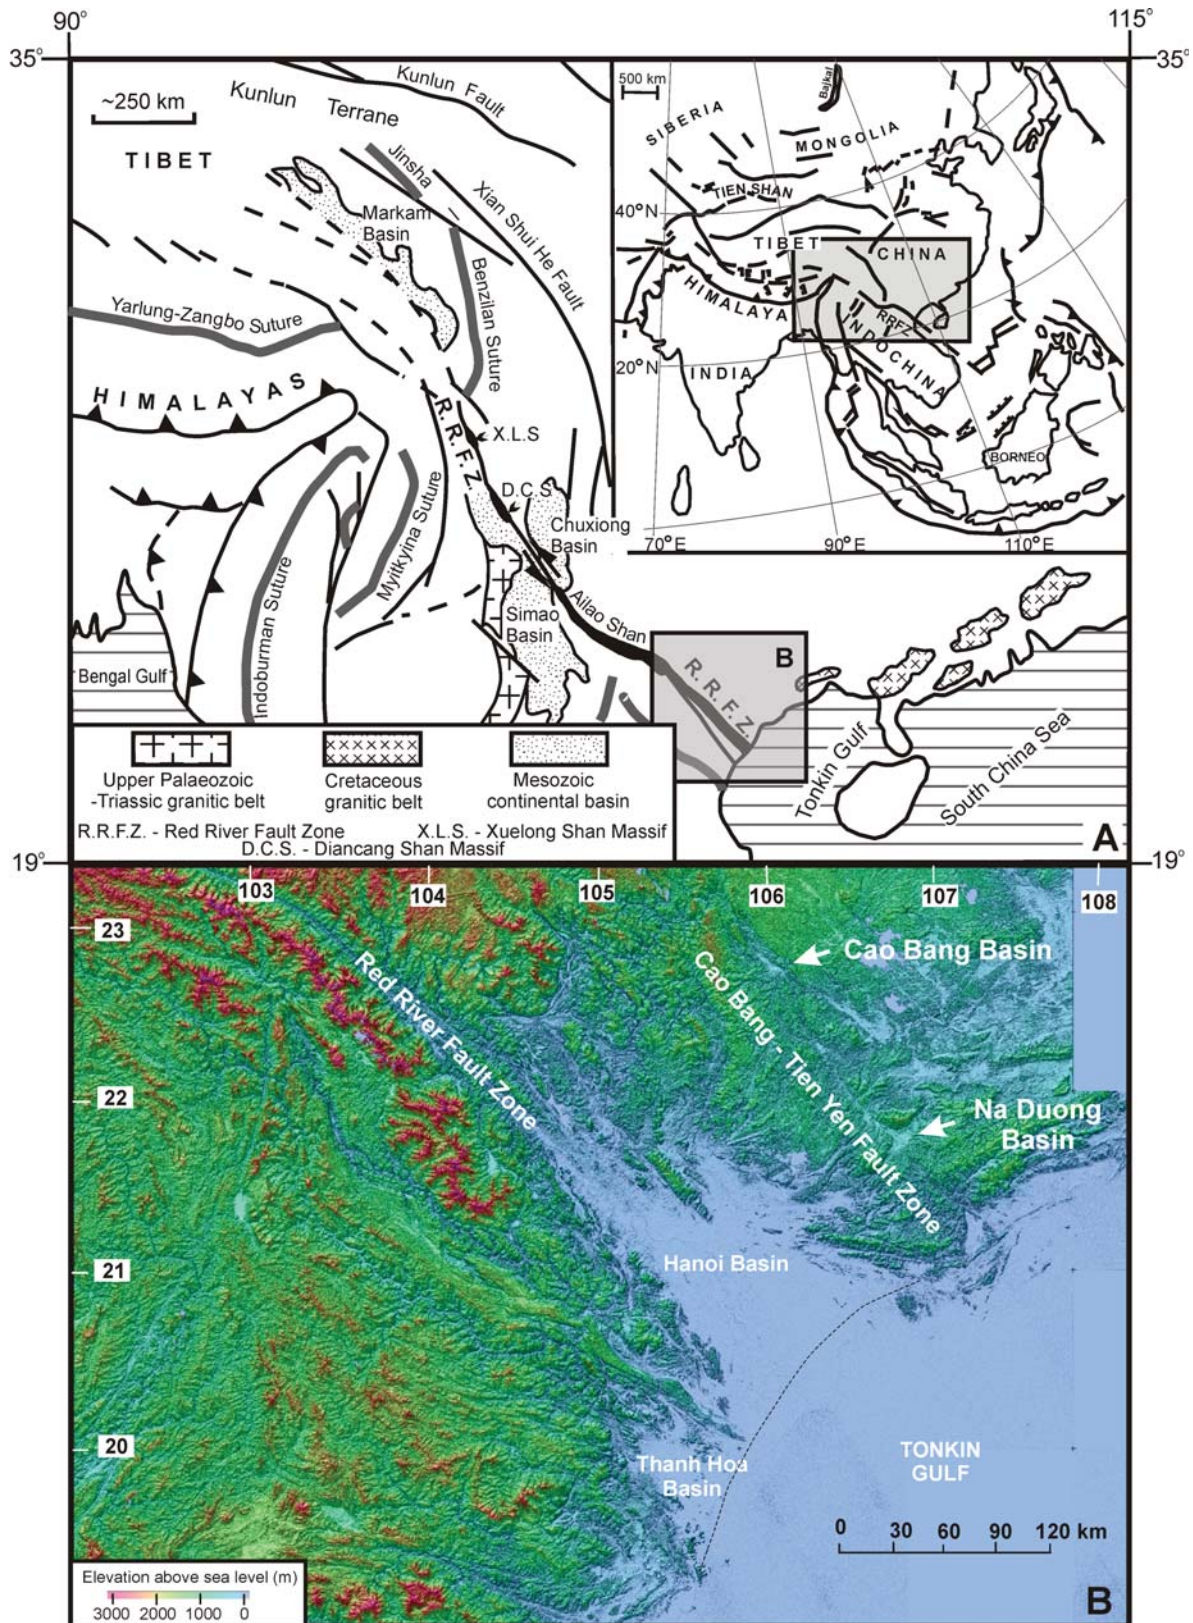 90°
115°
35°
35°
~250 km
Kunlun Fault
Kunlun
Terrane
TIBET
Jinsha
Markam
Basin
Xian Shui He Fault
Benzilan Suture
Yarlung-Zangbo Suture
HIMALAYAS
R.R.F.Z.
X.L.S
D.C.S.
Chuxiong
Basin
Myitkyina Suture
Indoburman Suture
Simao
Basin
Ailao Shan
Bengal Gulf
B
R.R.F.Z.
Tonkin Gulf
South China Sea
500 km
Bajkal
SIBERIA
MONGOLIA
TIEN SHAN
40°N
TIBET
CHINA
HIMALAYA
RRFZ
INDOCHINA
20°N
INDIA
BORNEO
70°E
90°E
110°E
Upper Palaeozoic
-Triassic granitic belt
Cretaceous
granitic belt
Mesozoic
continental basin
R.R.F.Z. - Red River Fault Zone
X.L.S. - Xuelong Shan Massif
D.C.S. - Diancang Shan Massif
A
19°
19°
103
104
105
106
107
108
23
22
21
20
Cao Bang Basin
Red River Fault Zone
Cao Bang - Tien Yen Fault Zone
Na Duong
Basin
Hanoi Basin
Thanh Hoa
Basin
TONKIN
GULF
0 30 60 90 120 km
Elevation above sea level (m)
3000 2000 1000 0
B